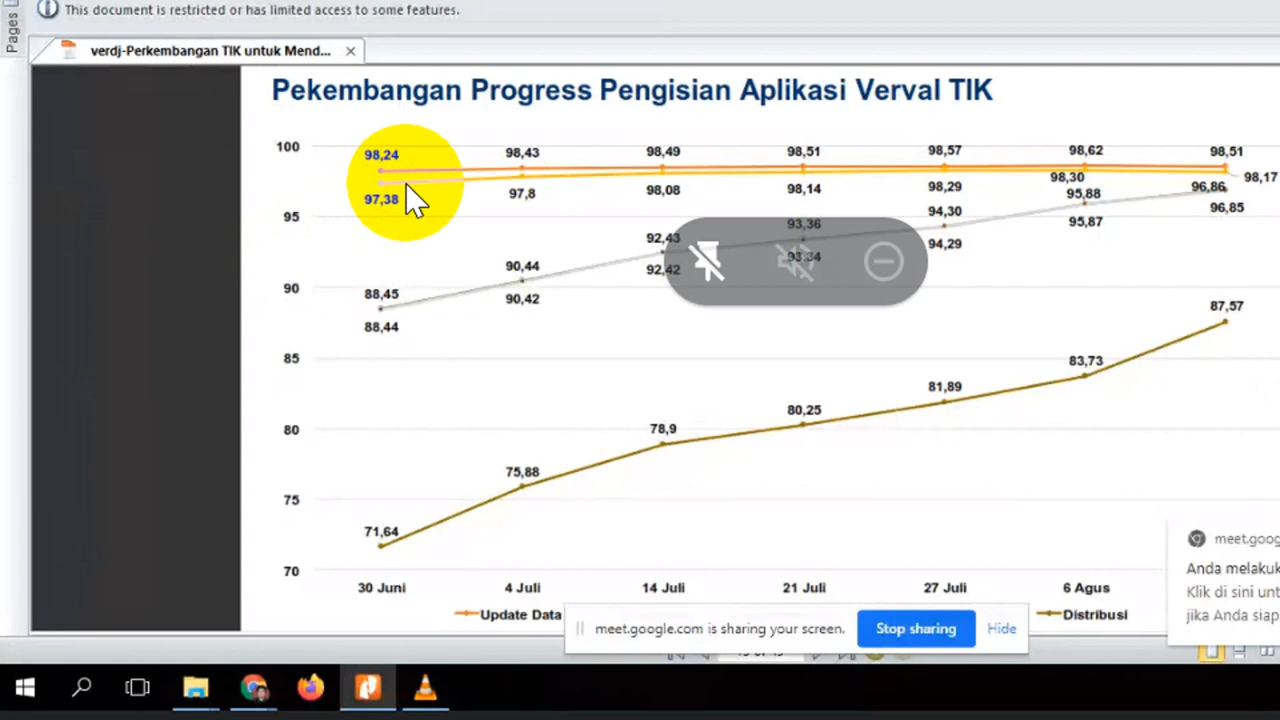 Pages
This document is restricted or has limited access to some features.
verdj-Perkembangan TIK untuk Mend...
Pekembangan Progress Pengisian Aplikasi Verval TIK
100
98,24 98,43 98,49 98,51 98,57 98,62 98,51
97,38 97,8 98,08 98,14 98,29 98,30 98,17
95
88,45 90,44 92,43 93,36 94,30 95,88 96,86
88,44 90,42 92,42 93,34 94,29 95,87 96,85
90
85
71,64 75,88 78,9 80,25 81,89 83,73 87,57
80
75
70
30 Juni 4 Juli 14 Juli 21 Juli 27 Juli 6 Agus
Update Data Distribusi
meet.google.com is sharing your screen. Stop sharing Hide
meet.goog
Anda melakuk
Klik di sini unt
jika Anda siap